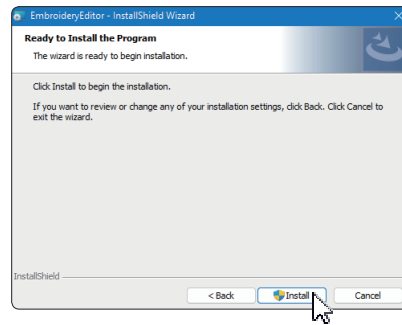 EmbroideryEditor - InstallShield Wizard
Ready to Install the Program
The wizard is ready to begin installation.
Click Install to begin the installation.
If you want to review or change any of your installation settings, click Back. Click Cancel to
exit the wizard.
InstallShield
< Back Install Cancel